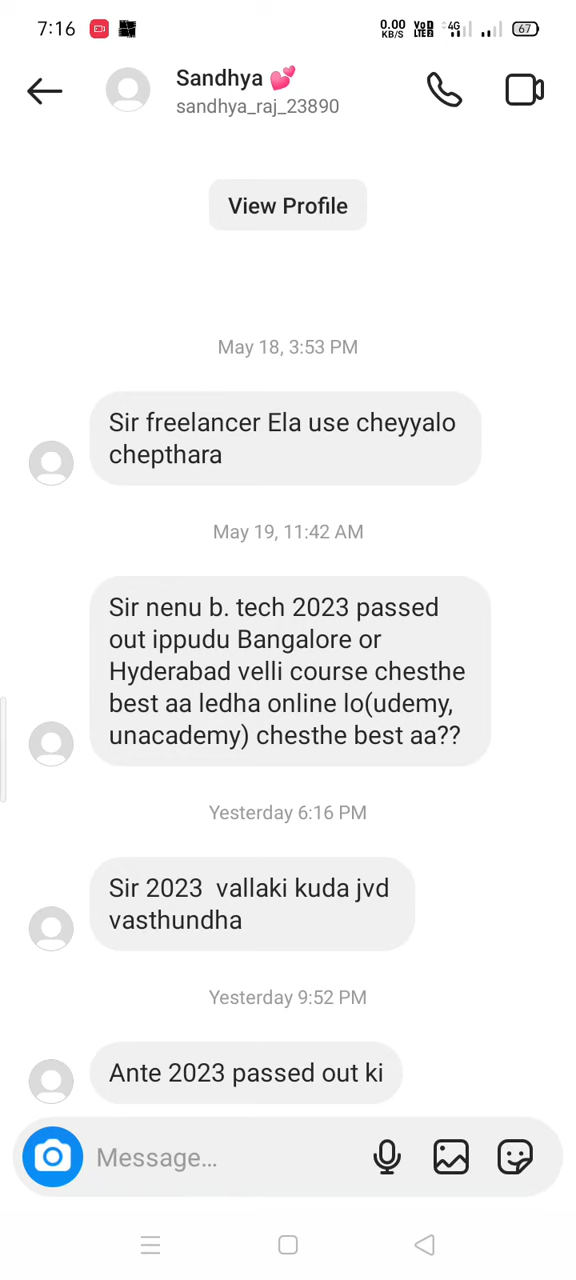 7:16
0.00
KB/S
VoD
LTE2
4G
67
Sandhya 💕
sandhya_raj_23890
View Profile
May 18, 3:53 PM
Sir freelancer Ela use cheyyalo
chepthara
May 19, 11:42 AM
Sir nenu b. tech 2023 passed
out ippudu Bangalore or
Hyderabad velli course chesthe
best aa ledha online lo(udemy,
unacademy) chesthe best aa??
Yesterday 6:16 PM
Sir 2023  vallaki kuda jvd
vasthundha
Yesterday 9:52 PM
Ante 2023 passed out ki
Message...